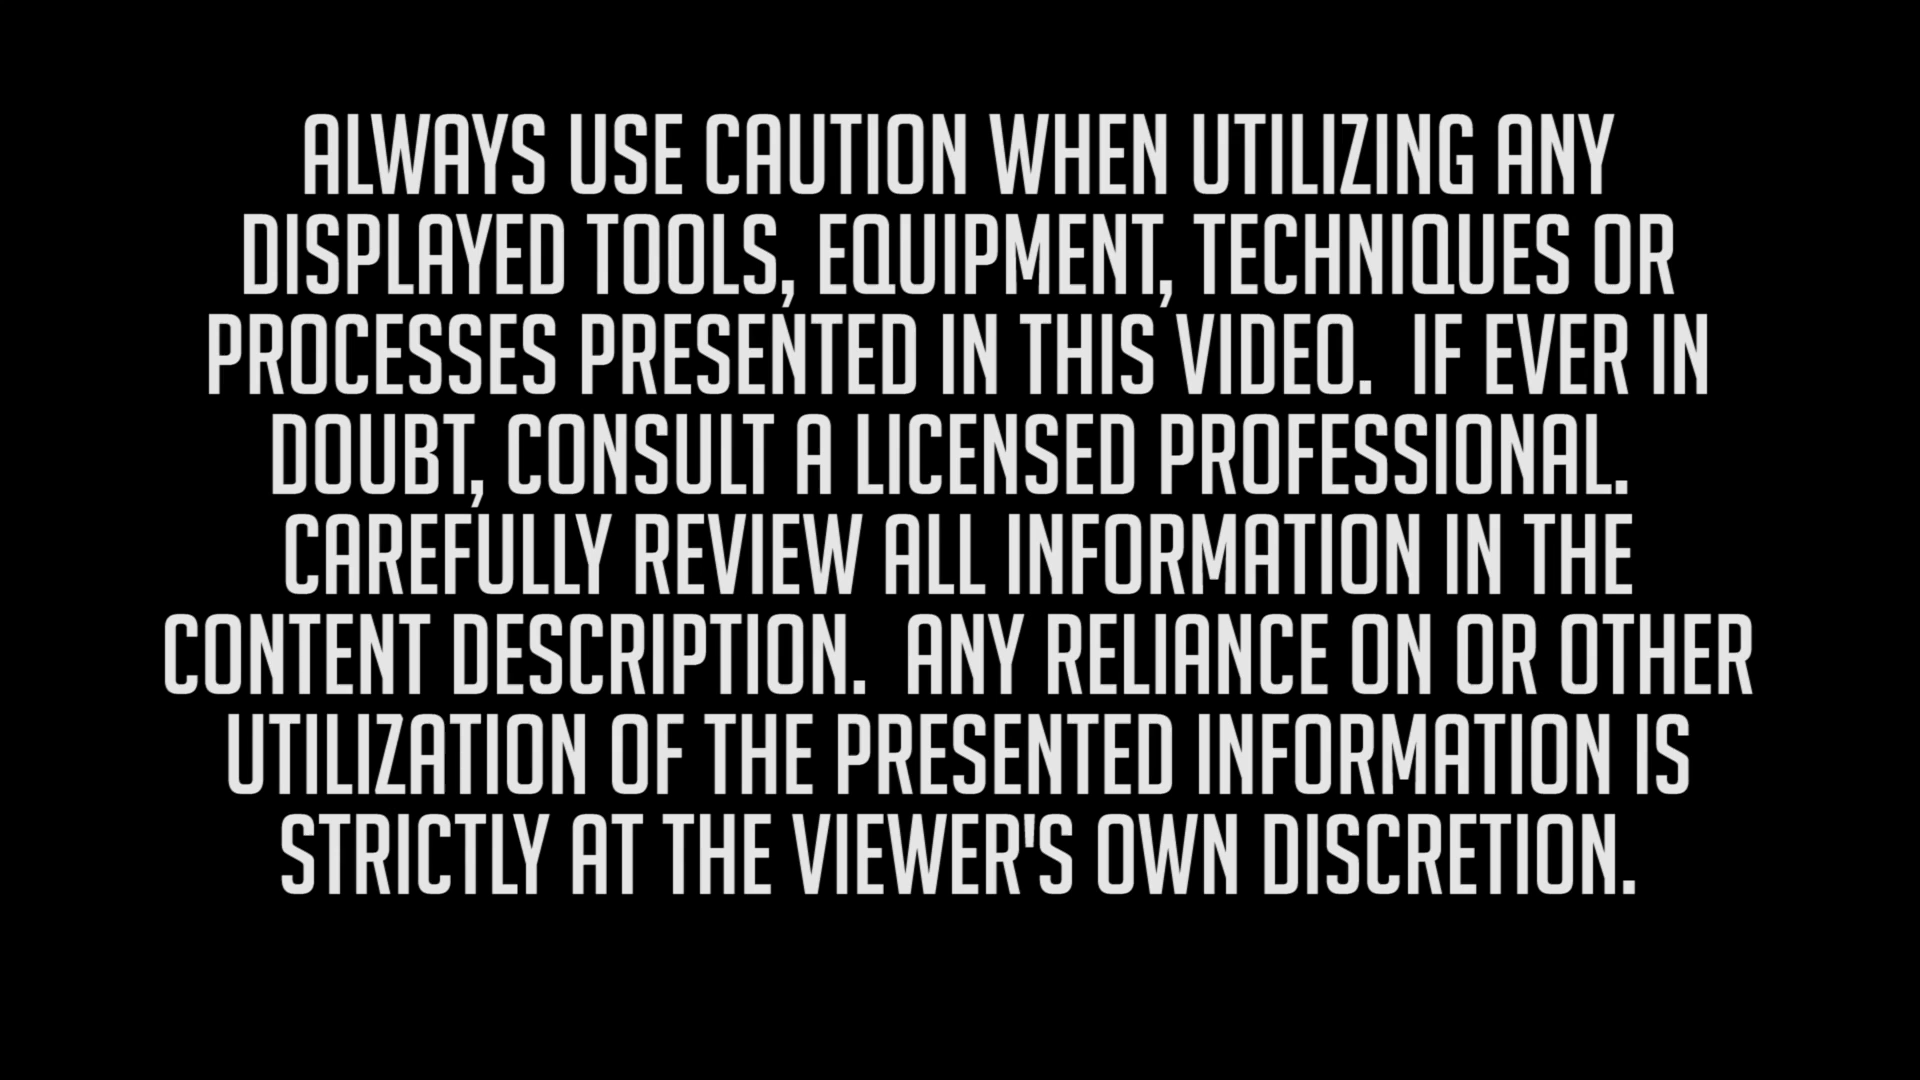 ALWAYS USE CAUTION WHEN UTILIZING ANY
DISPLAYED TOOLS, EQUIPMENT, TECHNIQUES OR
PROCESSES PRESENTED IN THIS VIDEO.  IF EVER IN
DOUBT, CONSULT A LICENSED PROFESSIONAL.
CAREFULLY REVIEW ALL INFORMATION IN THE
CONTENT DESCRIPTION.  ANY RELIANCE ON OR OTHER
UTILIZATION OF THE PRESENTED INFORMATION IS
STRICTLY AT THE VIEWER'S OWN DISCRETION.